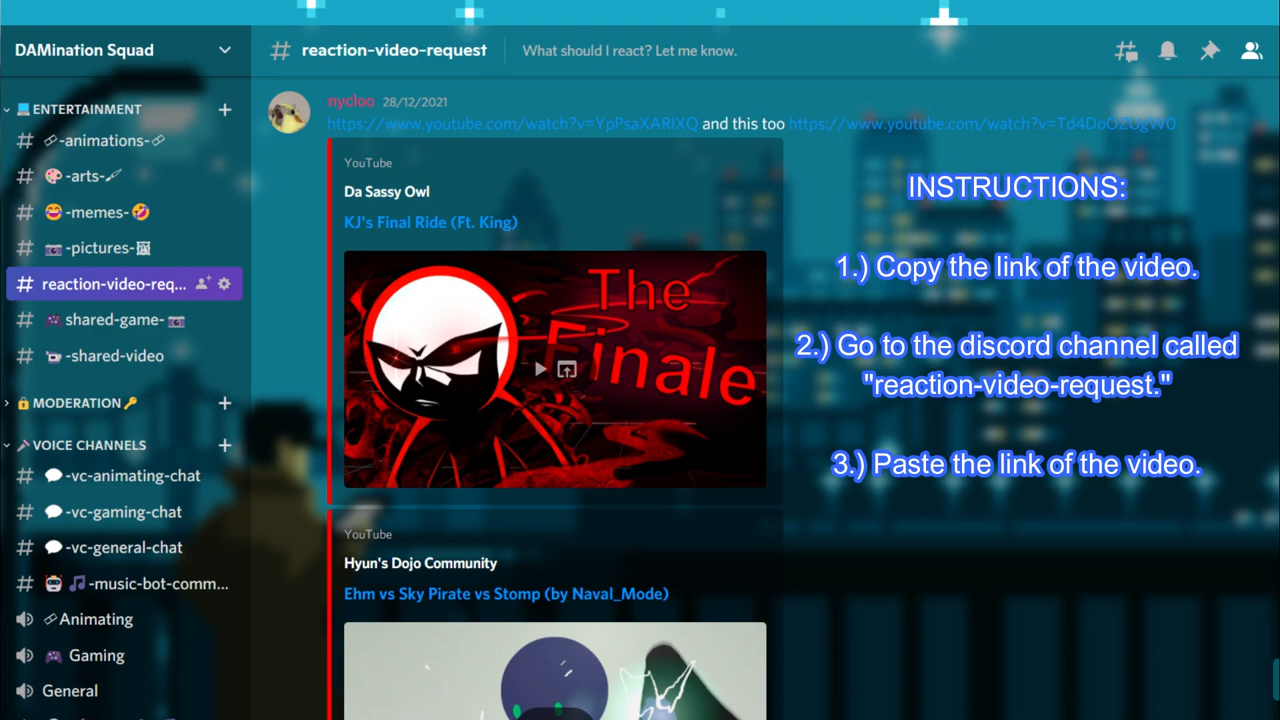 DAMination Squad
ENTERTAINMENT
-animations-
-arts-
-memes-
-pictures-
reaction-video-req...
shared-game-
-shared-video
MODERATION
VOICE CHANNELS
-vc-animating-chat
-vc-gaming-chat
-vc-general-chat
-music-bot-comm...
Animating
Gaming
General
# reaction-video-request What should I react? Let me know.
nycloo 28/12/2021
https://www.youtube.com/watch?v=YpPsaXARlXQ and this too https://www.youtube.com/watch?v=Td4DoOZUgW0
YouTube
Da Sassy Owl
KJ's Final Ride (Ft. King)
The
Finale
YouTube
Hyun's Dojo Community
Ehm vs Sky Pirate vs Stomp (by Naval_Mode)
INSTRUCTIONS:
1.) Copy the link of the video.
2.) Go to the discord channel called
"reaction-video-request."
3.) Paste the link of the video.